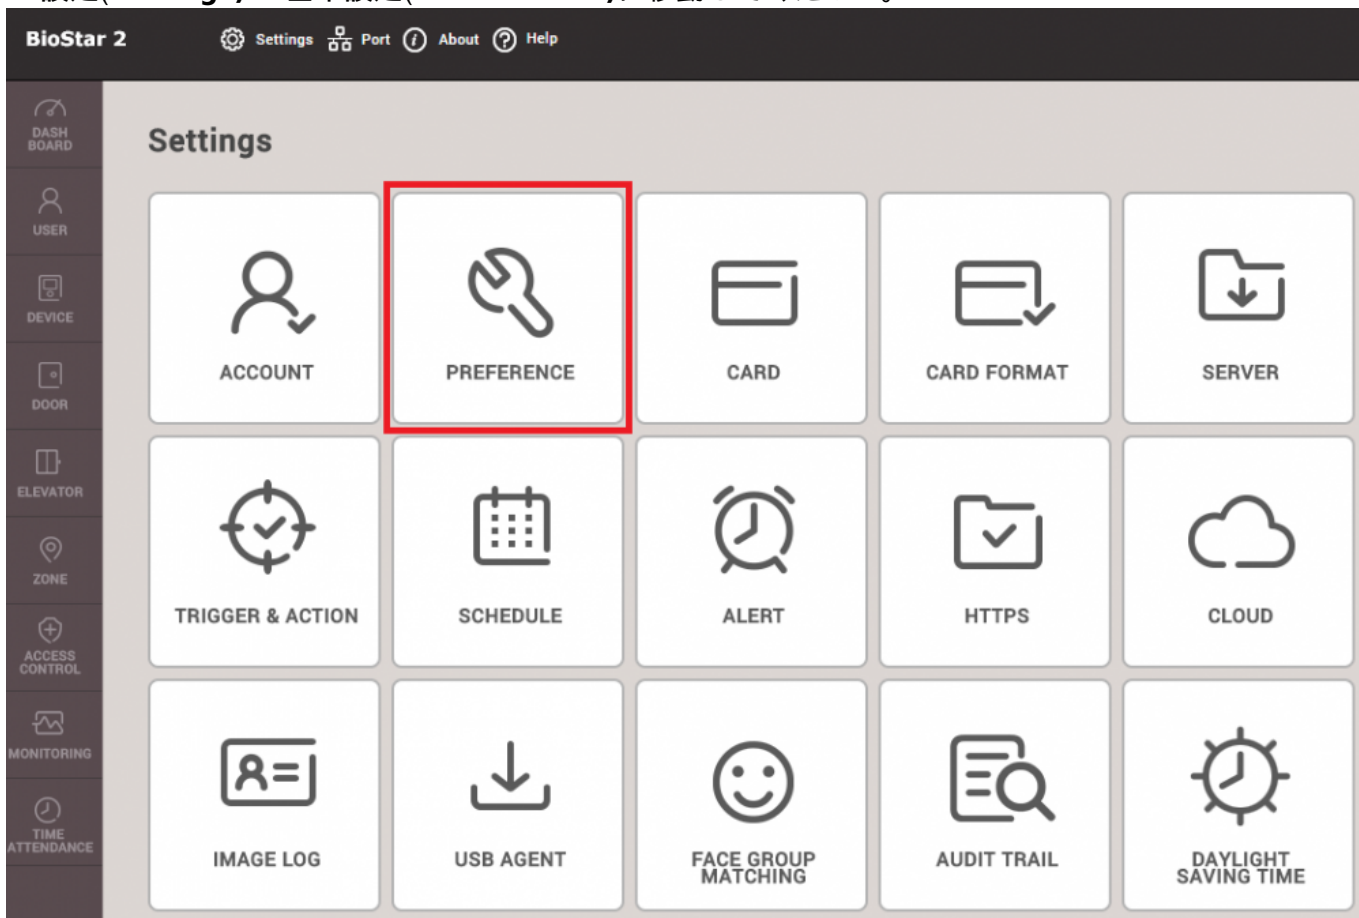 BioStar 2
Settings Port About Help
DASH
BOARD
USER
DEVICE
DOOR
ELEVATOR
ZONE
ACCESS
CONTROL
MONITORING
TIME
ATTENDANCE
Settings
ACCOUNT
PREFERENCE
CARD
CARD FORMAT
SERVER
TRIGGER & ACTION
SCHEDULE
ALERT
HTTPS
CLOUD
IMAGE LOG
USB AGENT
FACE GROUP
MATCHING
AUDIT TRAIL
DAYLIGHT
SAVING TIME